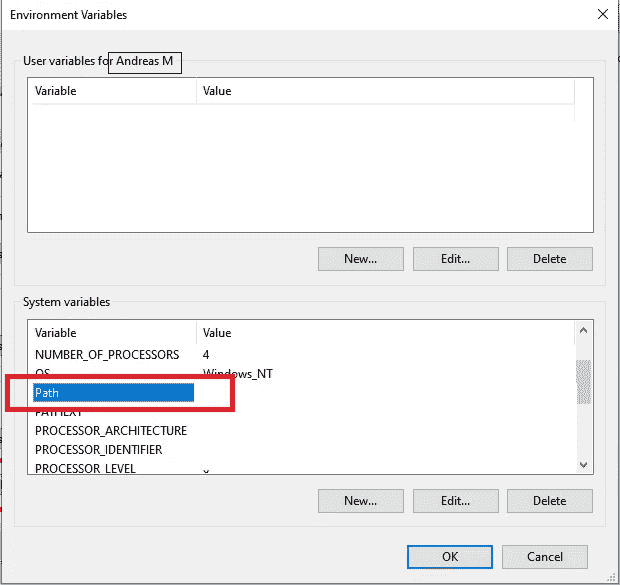 Environment Variables
User variables for Andreas M
Variable Value
New... Edit... Delete
System variables
Variable Value
NUMBER_OF_PROCESSORS 4
OS Windows_NT
Path
PATHEXT
PROCESSOR_ARCHITECTURE
PROCESSOR_IDENTIFIER
PROCESSOR_LEVEL
New... Edit... Delete
OK Cancel